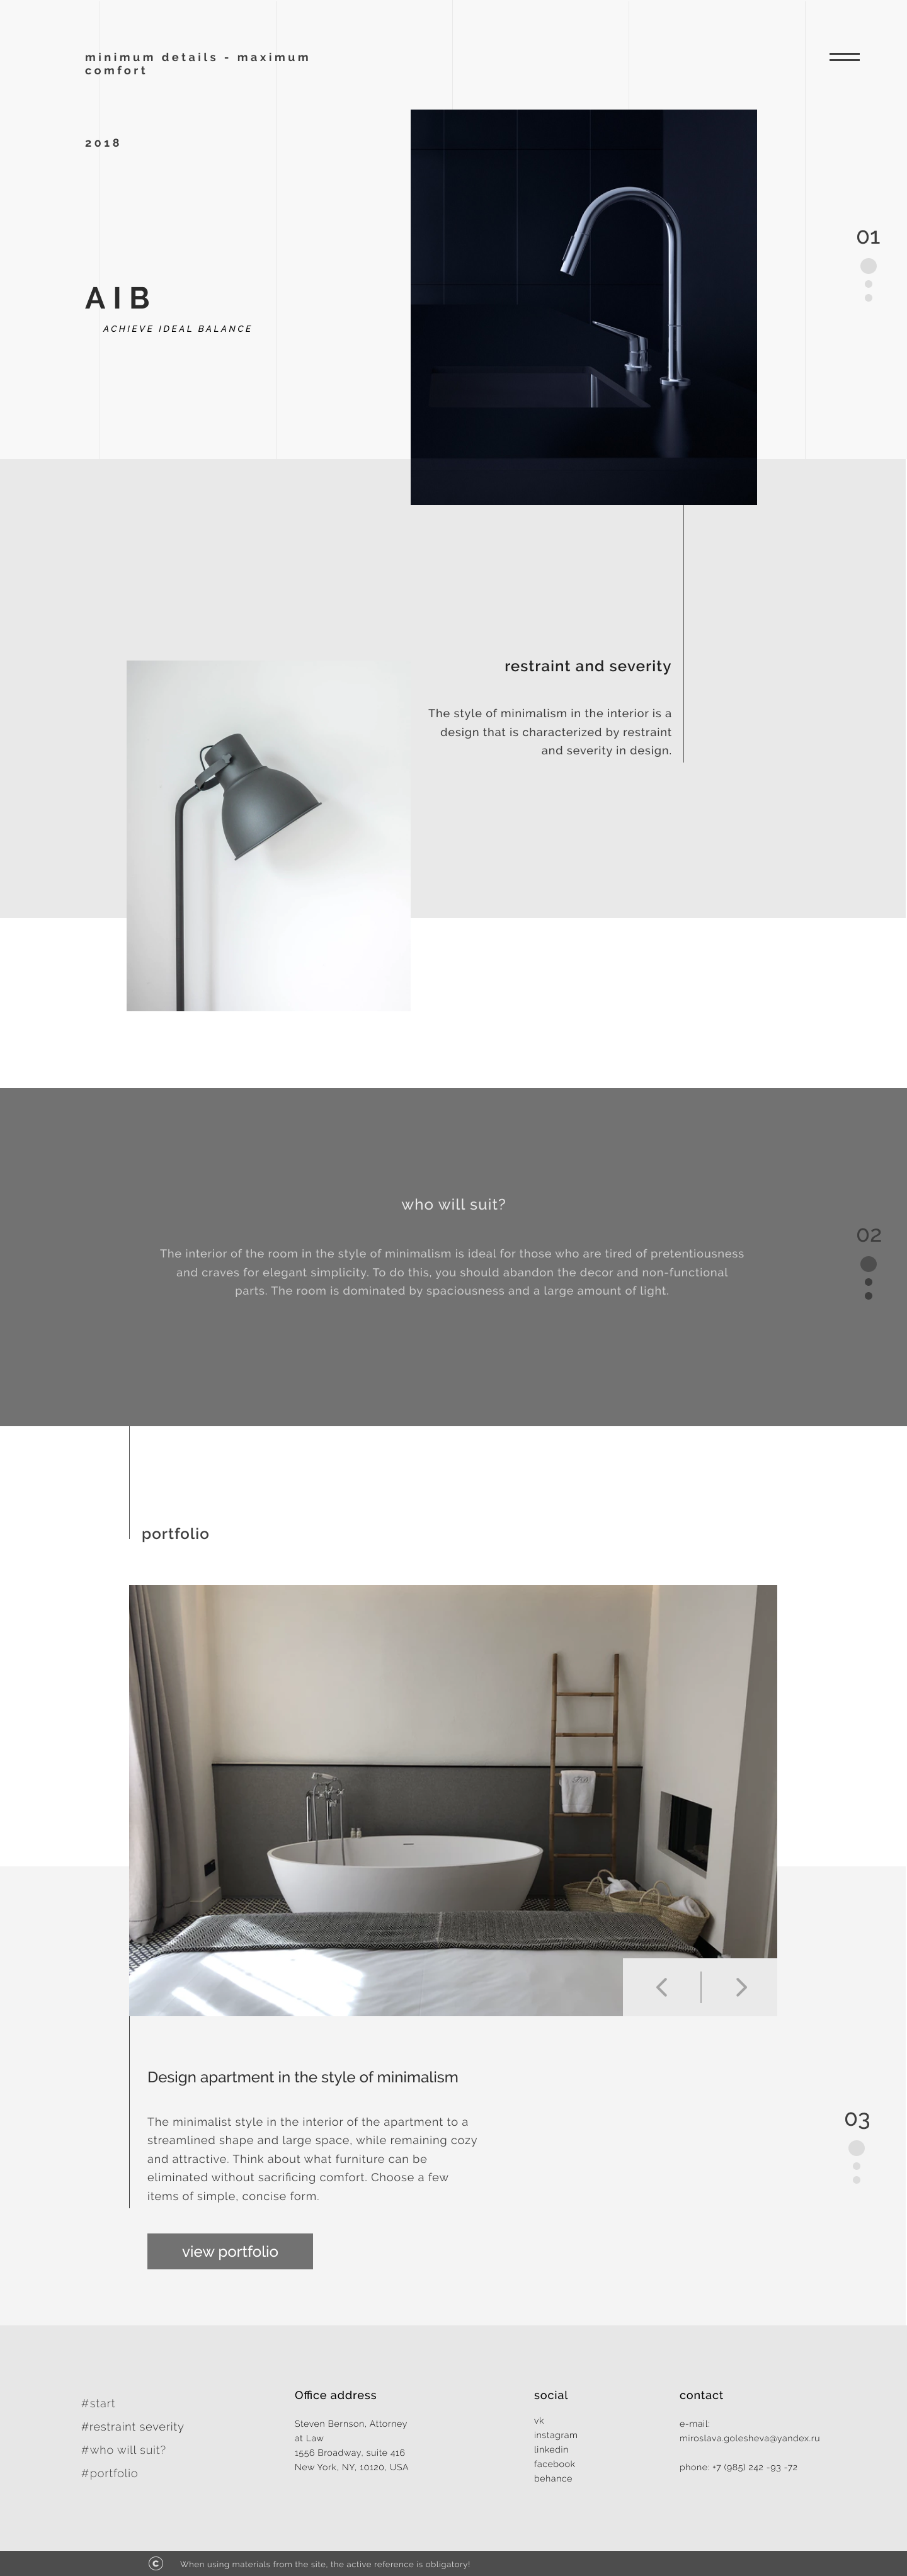 minimum details - maximum
comfort
2018
01
AIB
ACHIEVE IDEAL BALANCE
restraint and severity
The style of minimalism in the interior is a
design that is characterized by restraint
and severity in design.
who will suit?
02
The interior of the room in the style of minimalism is ideal for those who are tired of pretentiousness
and craves for elegant simplicity. To do this, you should abandon the decor and non-functional
parts. The room is dominated by spaciousness and a large amount of light.
portfolio
Design apartment in the style of minimalism
03
The minimalist style in the interior of the apartment to a
streamlined shape and large space, while remaining cozy
and attractive. Think about what furniture can be
eliminated without sacrificing comfort. Choose a few
items of simple, concise form.
view portfolio
#start
#restraint severity
#who will suit?
#portfolio
Office address
Steven Bernson, Attorney
at Law
1556 Broadway, suite 416
New York, NY, 10120, USA
social
vk
instagram
linkedin
facebook
behance
contact
e-mail:
miroslava.golesheva@yandex.ru
phone: +7 (985) 242 -93 -72
© When using materials from the site, the active reference is obligatory!